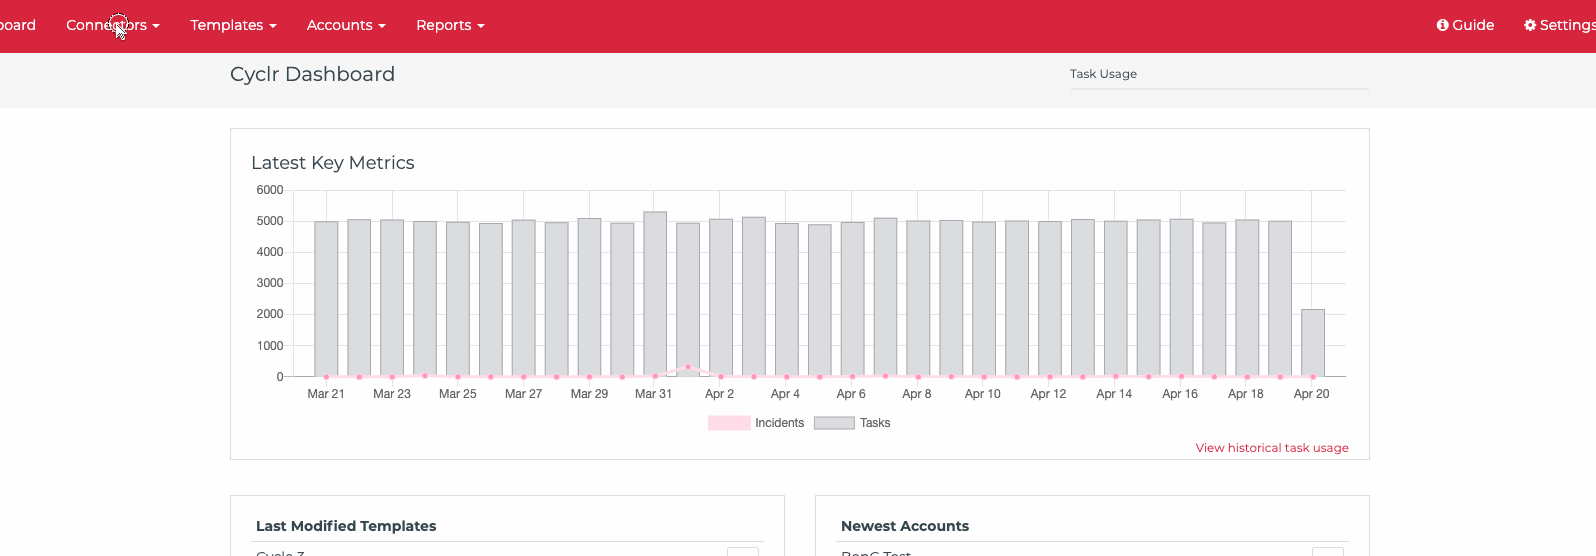 board Connectors Templates Accounts Reports Guide Settings
Cyclr Dashboard
Task Usage
Latest Key Metrics
6000
5000
4000
3000
2000
1000
0
Mar 21 Mar 23 Mar 25 Mar 27 Mar 29 Mar 31 Apr 2 Apr 4 Apr 6 Apr 8 Apr 10 Apr 12 Apr 14 Apr 16 Apr 18 Apr 20
Incidents Tasks
View historical task usage
Last Modified Templates
Newest Accounts